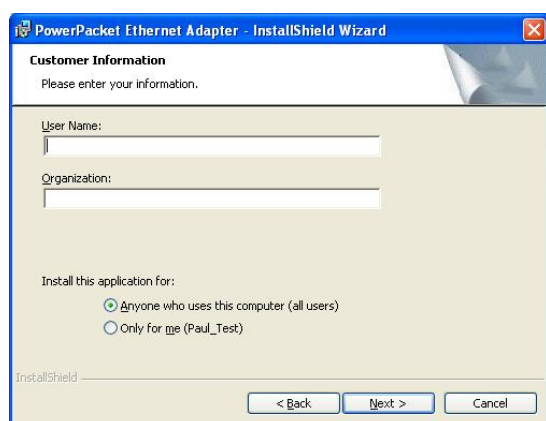 PowerPacket Ethernet Adapter - InstallShield Wizard
Customer Information
Please enter your information.
User Name:
Organization:
Install this application for:
Anyone who uses this computer (all users)
Only for me (Paul_Test)
InstallShield
< Back Next > Cancel